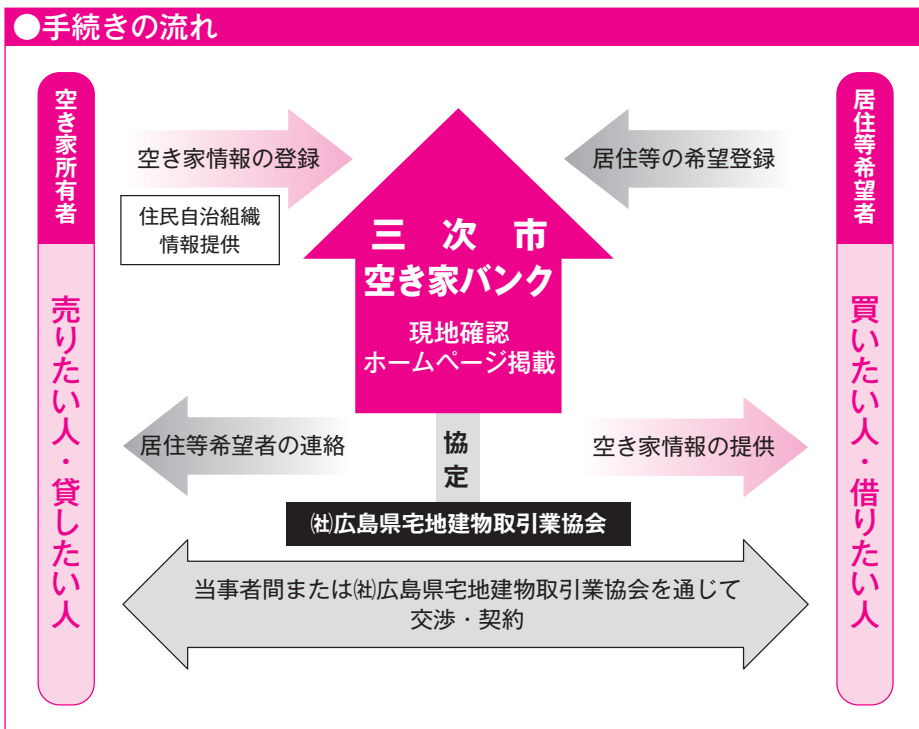 ●手続きの流れ
空き家所有者
売りたい人・貸したい人
空き家情報の登録
住民自治組織
情報提供
三次市
空き家バンク
現地確認
ホームページ掲載
居住等の希望登録
居住等希望者
買いたい人・借りたい人
居住等希望者の連絡
協定
空き家情報の提供
㈳広島県宅地建物取引業協会
当事者間または㈳広島県宅地建物取引業協会を通じて
交渉・契約